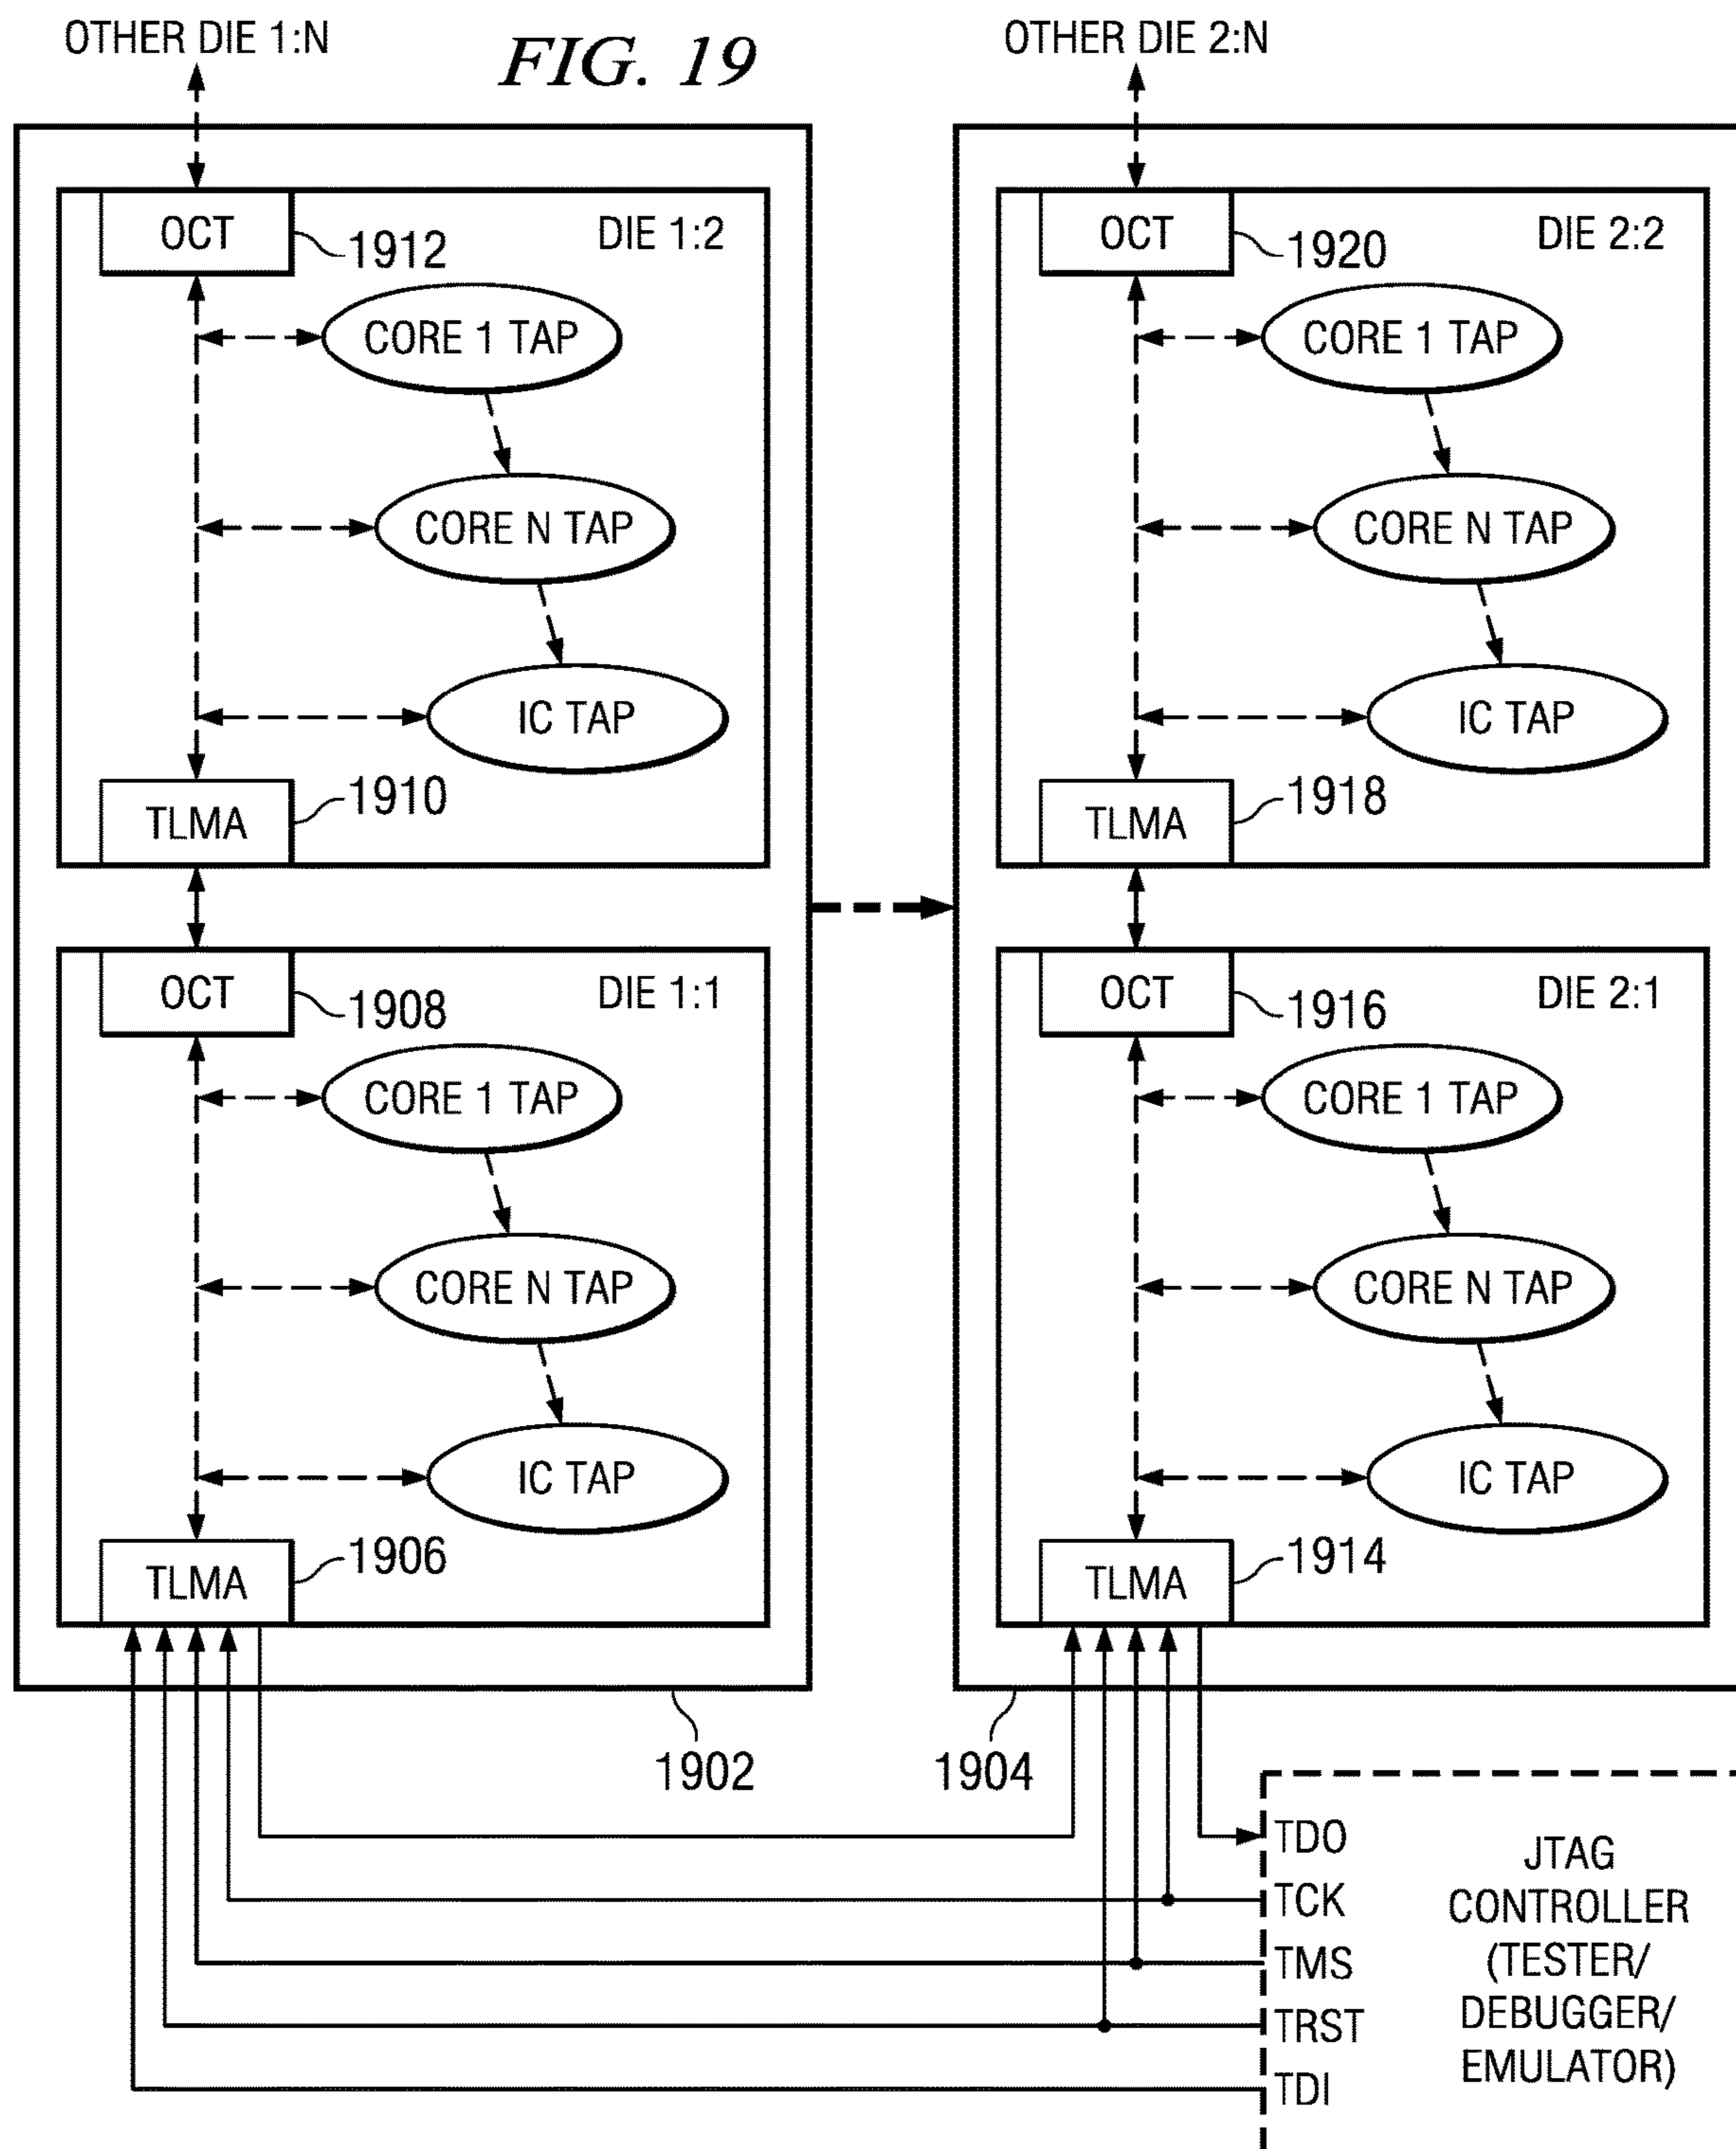 OTHER DIE 1:N
FIG. 19
OTHER DIE 2:N
OCT
1912
DIE 1:2
CORE 1 TAP
CORE N TAP
IC TAP
TLMA
1910
OCT
1908
DIE 1:1
CORE 1 TAP
CORE N TAP
IC TAP
TLMA
1906
1902
OCT
1920
DIE 2:2
CORE 1 TAP
CORE N TAP
IC TAP
TLMA
1918
OCT
1916
DIE 2:1
CORE 1 TAP
CORE N TAP
IC TAP
TLMA
1914
1904
TDO
TCK
TMS
TRST
TDI
JTAG
CONTROLLER
(TESTER/
DEBUGGER/
EMULATOR)